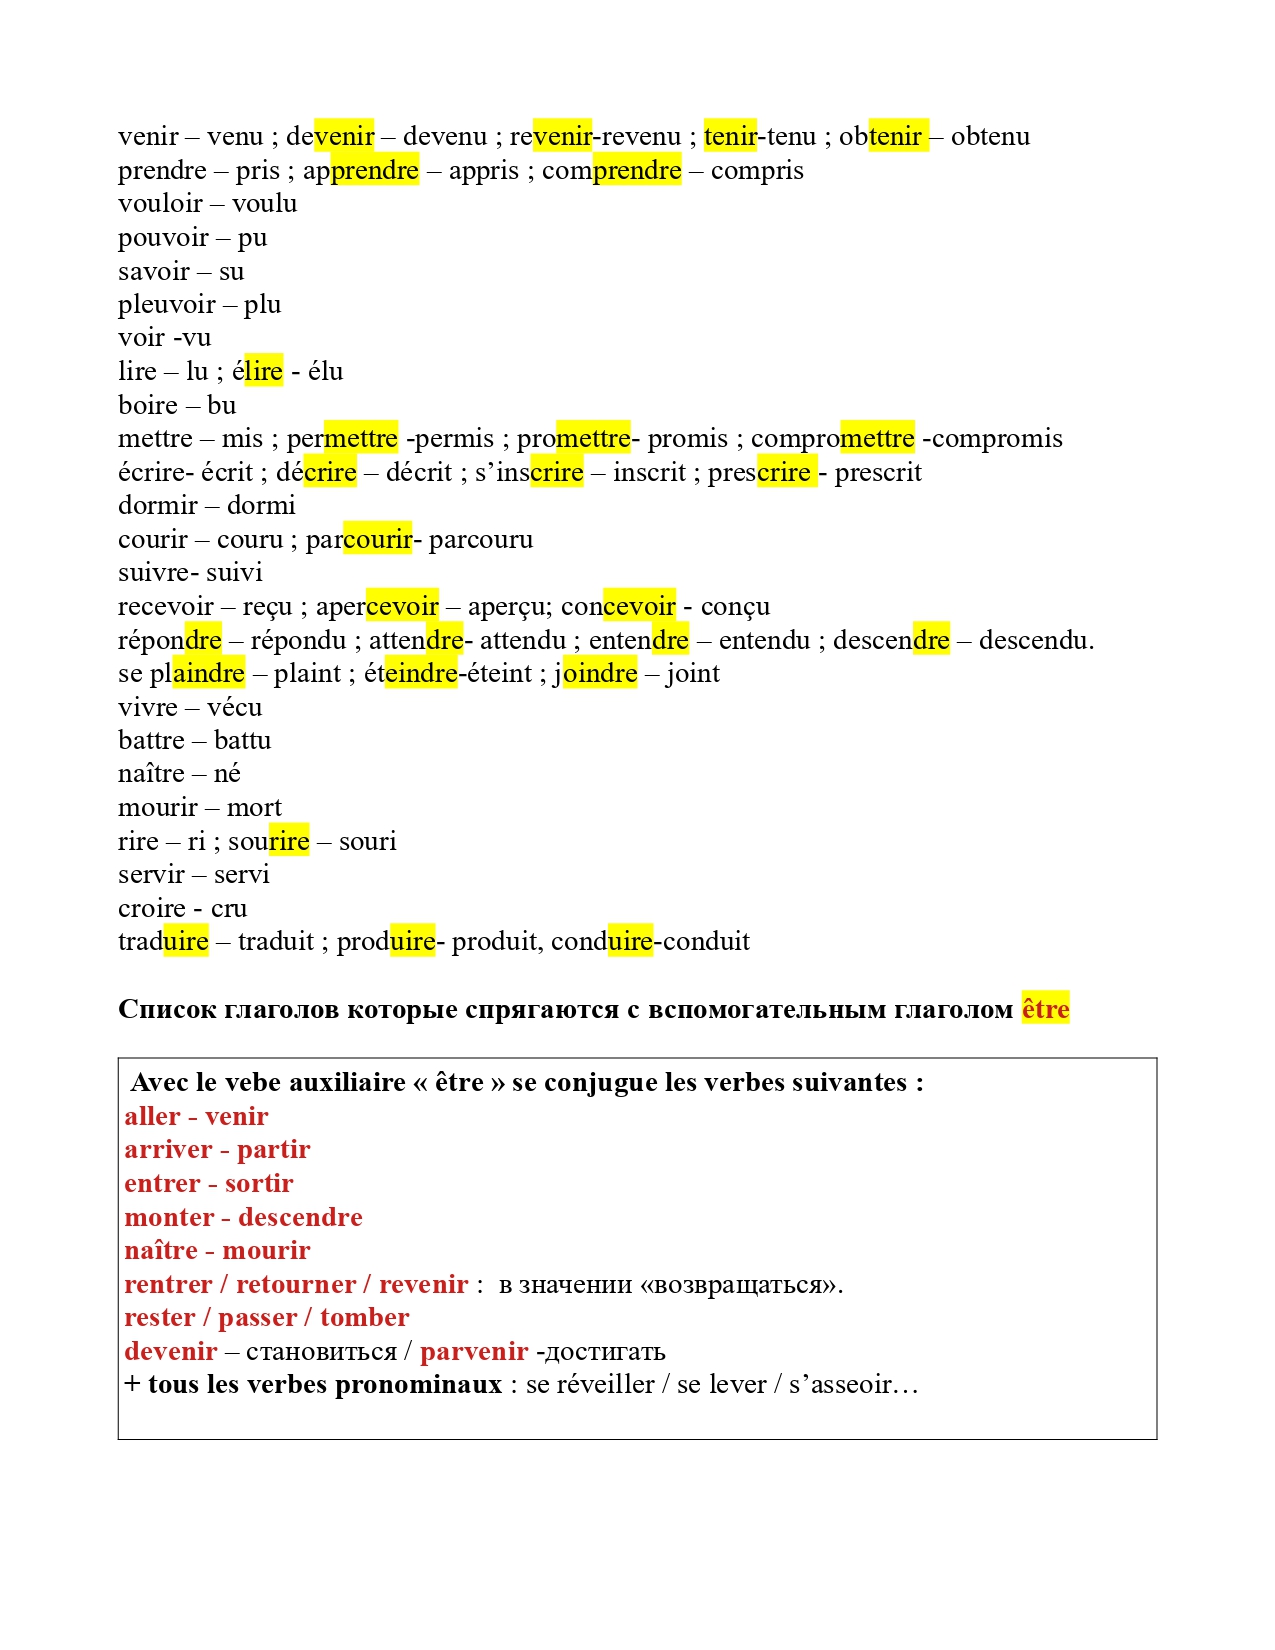 venir – venu ; devenir – devenu ; revenir-revenu ; tenir-tenu ; obtenir – obtenu
prendre – pris ; apprendre – appris ; comprendre – compris
vouloir – voulu
pouvoir – pu
savoir – su
pleuvoir – plu
voir -vu
lire – lu ; élire - élu
boire – bu
mettre – mis ; permettre -permis ; promettre- promis ; compromettre -compromis
écrire- écrit ; décrire – décrit ; s’inscrire – inscrit ; prescrire - prescrit
dormir – dormi
courir – couru ; parcourir- parcouru
suivre- suivi
recevoir – reçu ; apercevoir – aperçu; concevoir - conçu
répondre – répondu ; attendre- attendu ; entendre – entendu ; descendre – descendu.
se plaindre – plaint ; éteindre-éteint ; joindre – joint
vivre – vécu
battre – battu
naître – né
mourir – mort
rire – ri ; sourire – souri
servir – servi
croire - cru
traduire – traduit ; produire- produit, conduire-conduit
Список глаголов которые спрягаются с вспомогательным глаголом être
Avec le vebe auxiliaire « être » se conjugue les verbes suivantes :
aller - venir
arriver - partir
entrer - sortir
monter - descendre
naître - mourir
rentrer / retourner / revenir :  в значении «возвращаться».
rester / passer / tomber
devenir – становиться / parvenir -достигать
+ tous les verbes pronominaux : se réveiller / se lever / s’asseoir…